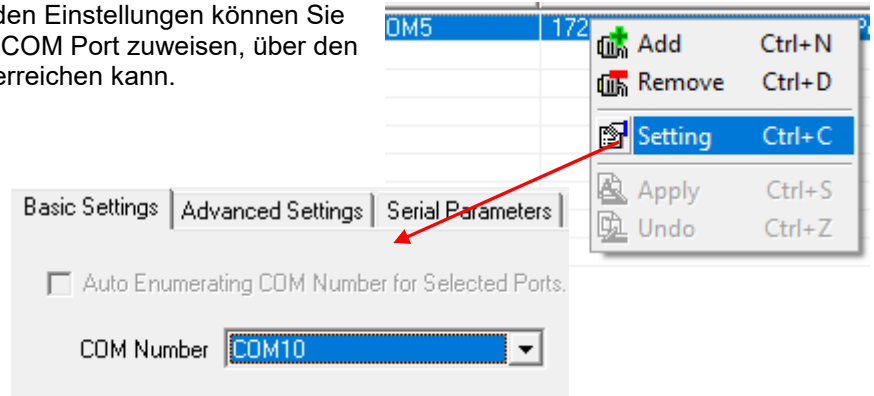 den Einstellungen können Sie
COM Port zuweisen, über den
erreichen kann.
OM5 172
Add Ctrl+N
Remove Ctrl+D
Setting Ctrl+C
Apply Ctrl+S
Undo Ctrl+Z
Basic Settings Advanced Settings Serial Parameters
Auto Enumerating COM Number for Selected Ports.
COM Number COM10